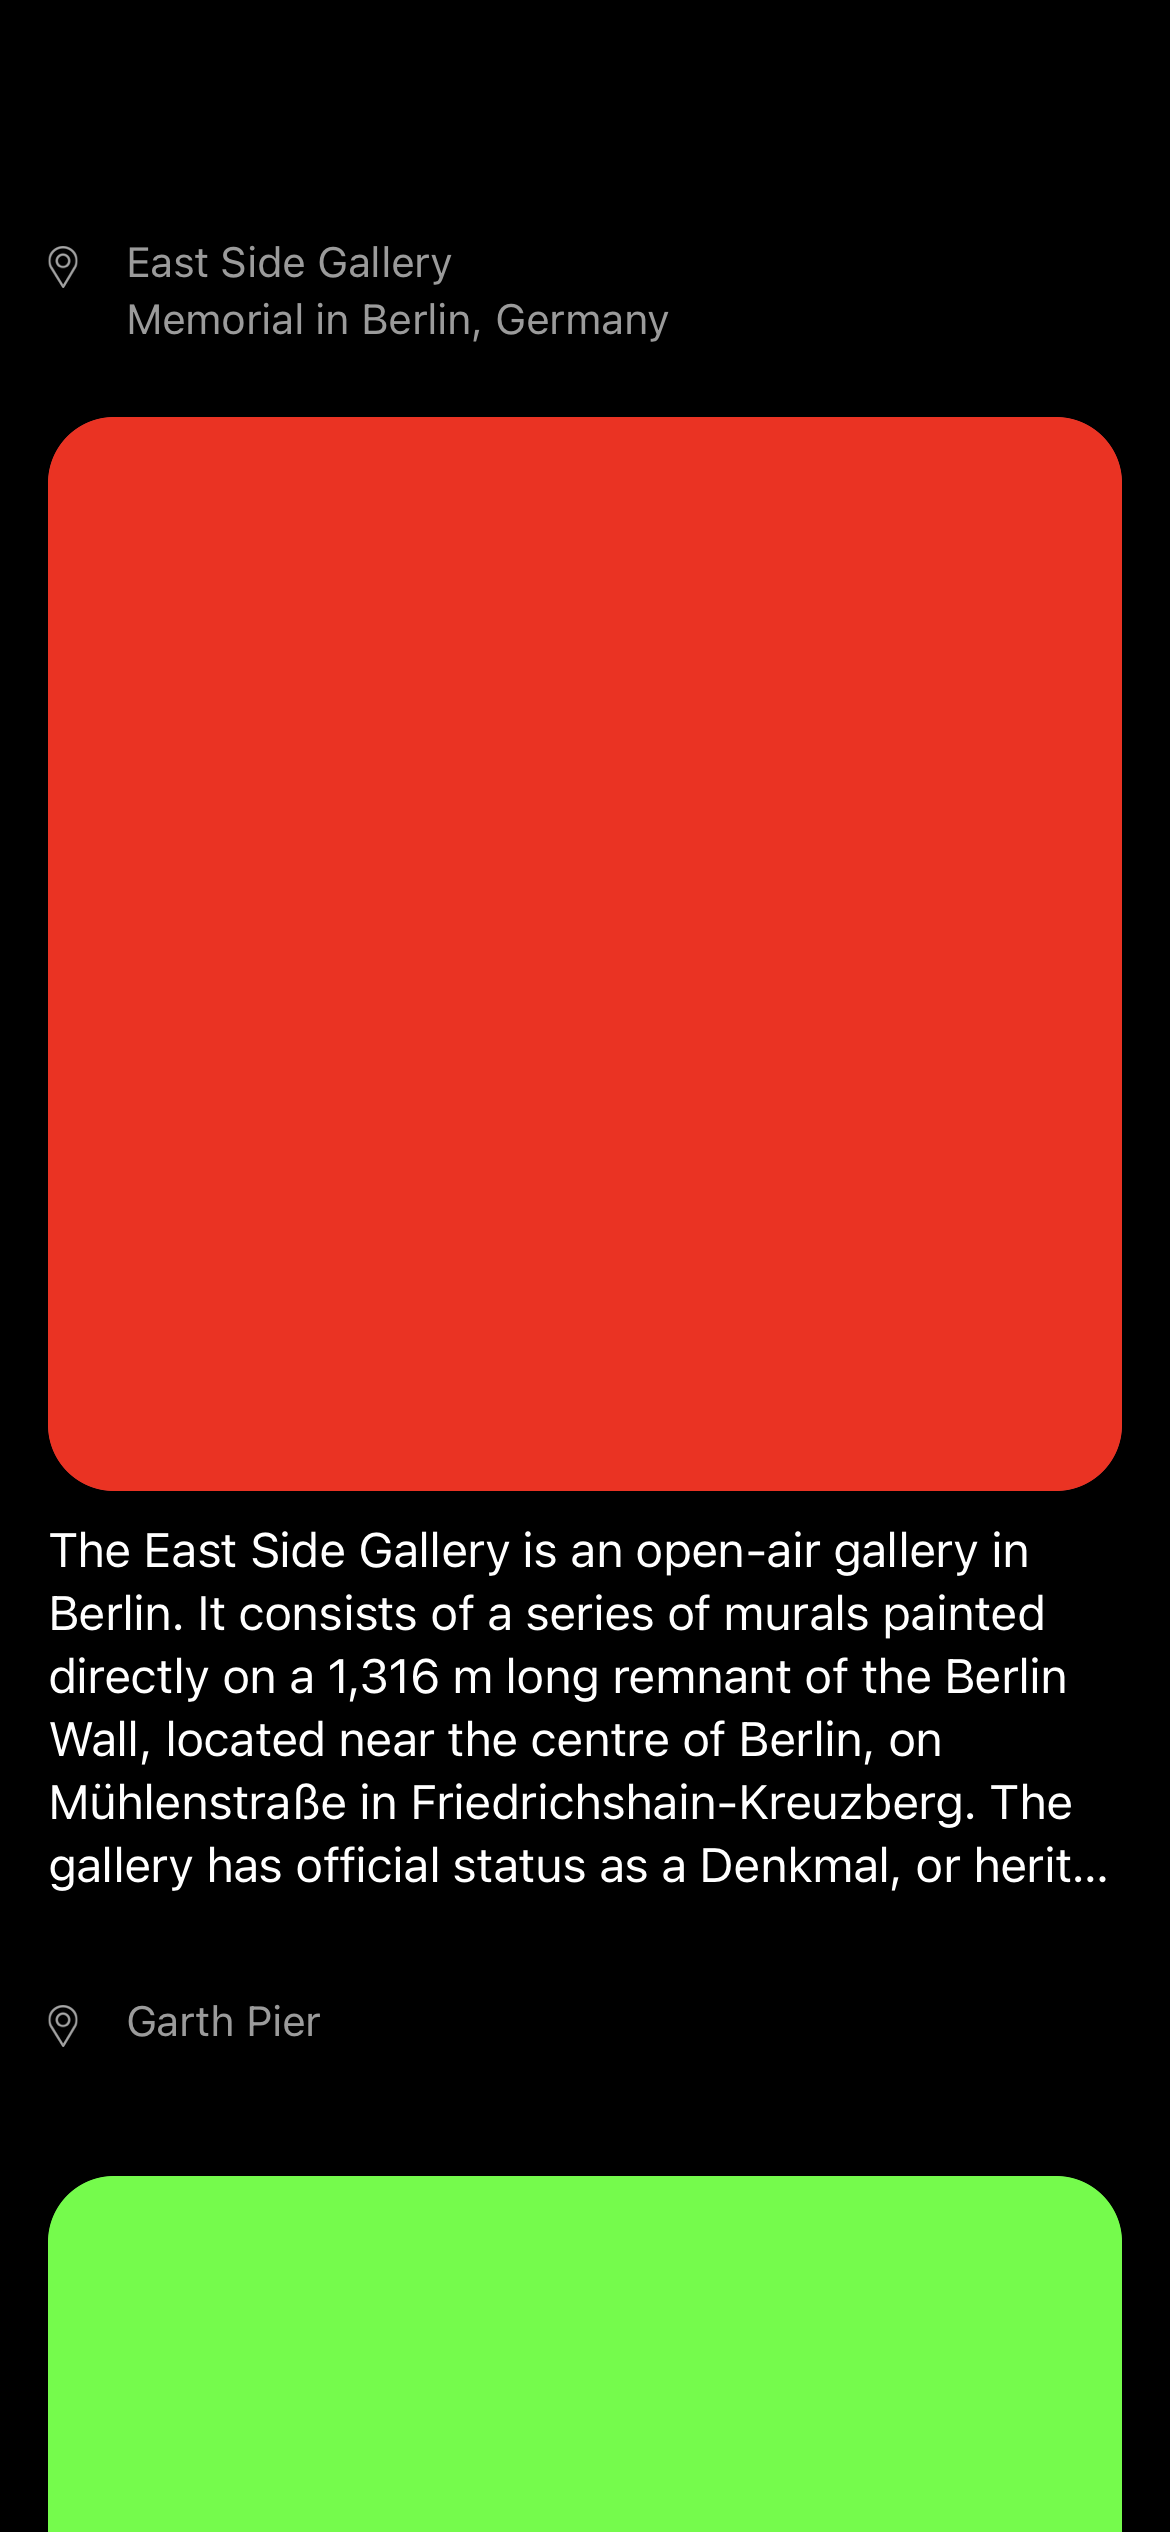 East Side Gallery
Memorial in Berlin, Germany
The East Side Gallery is an open-air gallery in
Berlin. It consists of a series of murals painted
directly on a 1,316 m long remnant of the Berlin
Wall, located near the centre of Berlin, on
Mühlenstraße in Friedrichshain-Kreuzberg. The
gallery has official status as a Denkmal, or herit...
Garth Pier